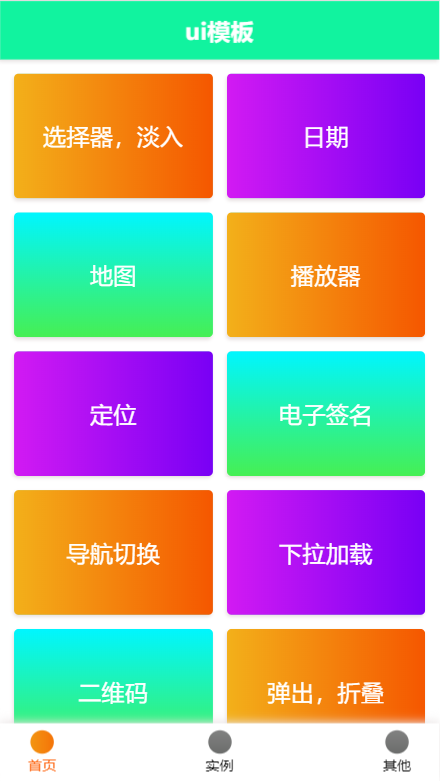 ui模板
选择器，淡入
日期
地图
播放器
定位
电子签名
导航切换
下拉加载
二维码
弹出，折叠
首页
实例
其他